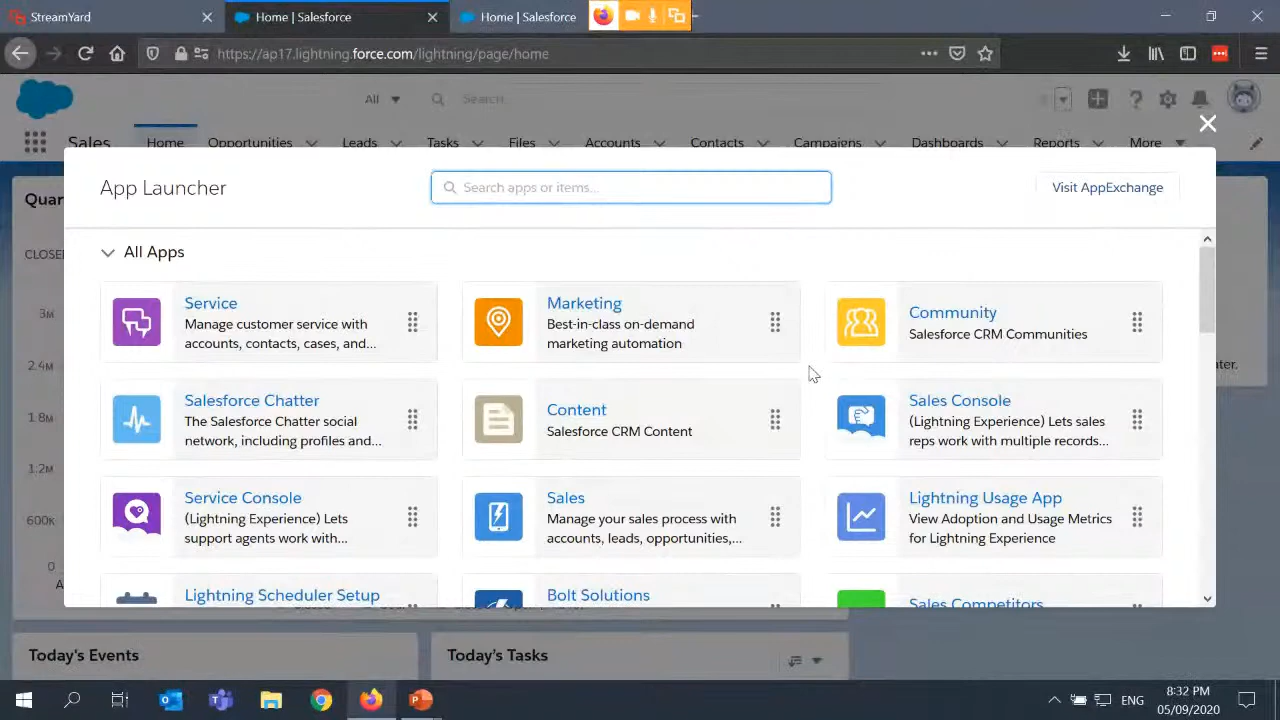 StreamYard
Home | Salesforce
Home | Salesforce
https://ap17.lightning.force.com/lightning/page/home
All
Search
Sales
Home
Opportunities
Leads
Tasks
Files
Accounts
Contacts
Campaigns
Dashboards
Reports
More
App Launcher
Search apps or items...
Visit AppExchange
Quar
CLOSE
3M
2.4M
1.8M
1.2M
600K
0
A
ter.
All Apps
Service
Manage customer service with
accounts, contacts, cases, and...
Marketing
Best-in-class on-demand
marketing automation
Community
Salesforce CRM Communities
Salesforce Chatter
The Salesforce Chatter social
network, including profiles and...
Content
Salesforce CRM Content
Sales Console
(Lightning Experience) Lets sales
reps work with multiple records...
Service Console
(Lightning Experience) Lets
support agents work with...
Sales
Manage your sales process with
accounts, leads, opportunities,...
Lightning Usage App
View Adoption and Usage Metrics
for Lightning Experience
Lightning Scheduler Setup
Bolt Solutions
Sales Competitors
Today's Events
Today's Tasks
ENG
8:32 PM
05/09/2020